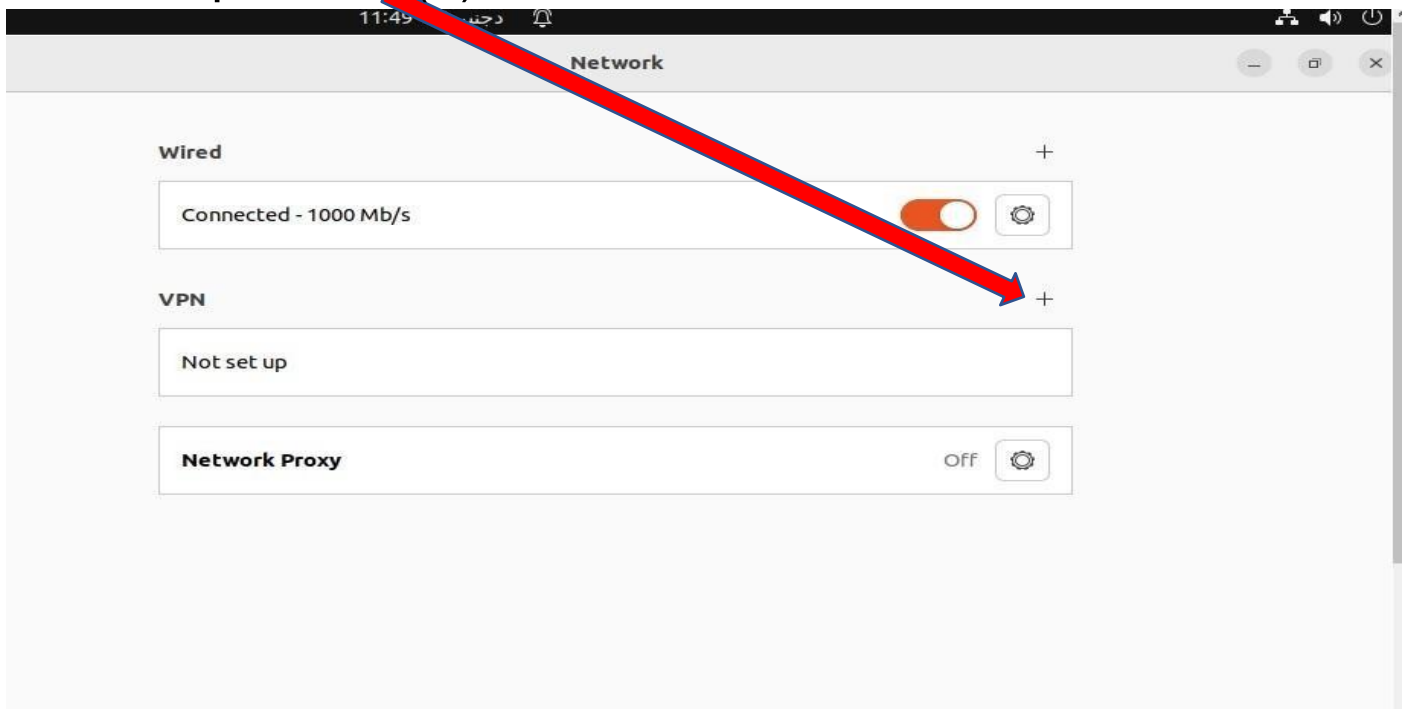 11:49
Network
Wired
Connected - 1000 Mb/s
VPN
Not set up
Network Proxy Off